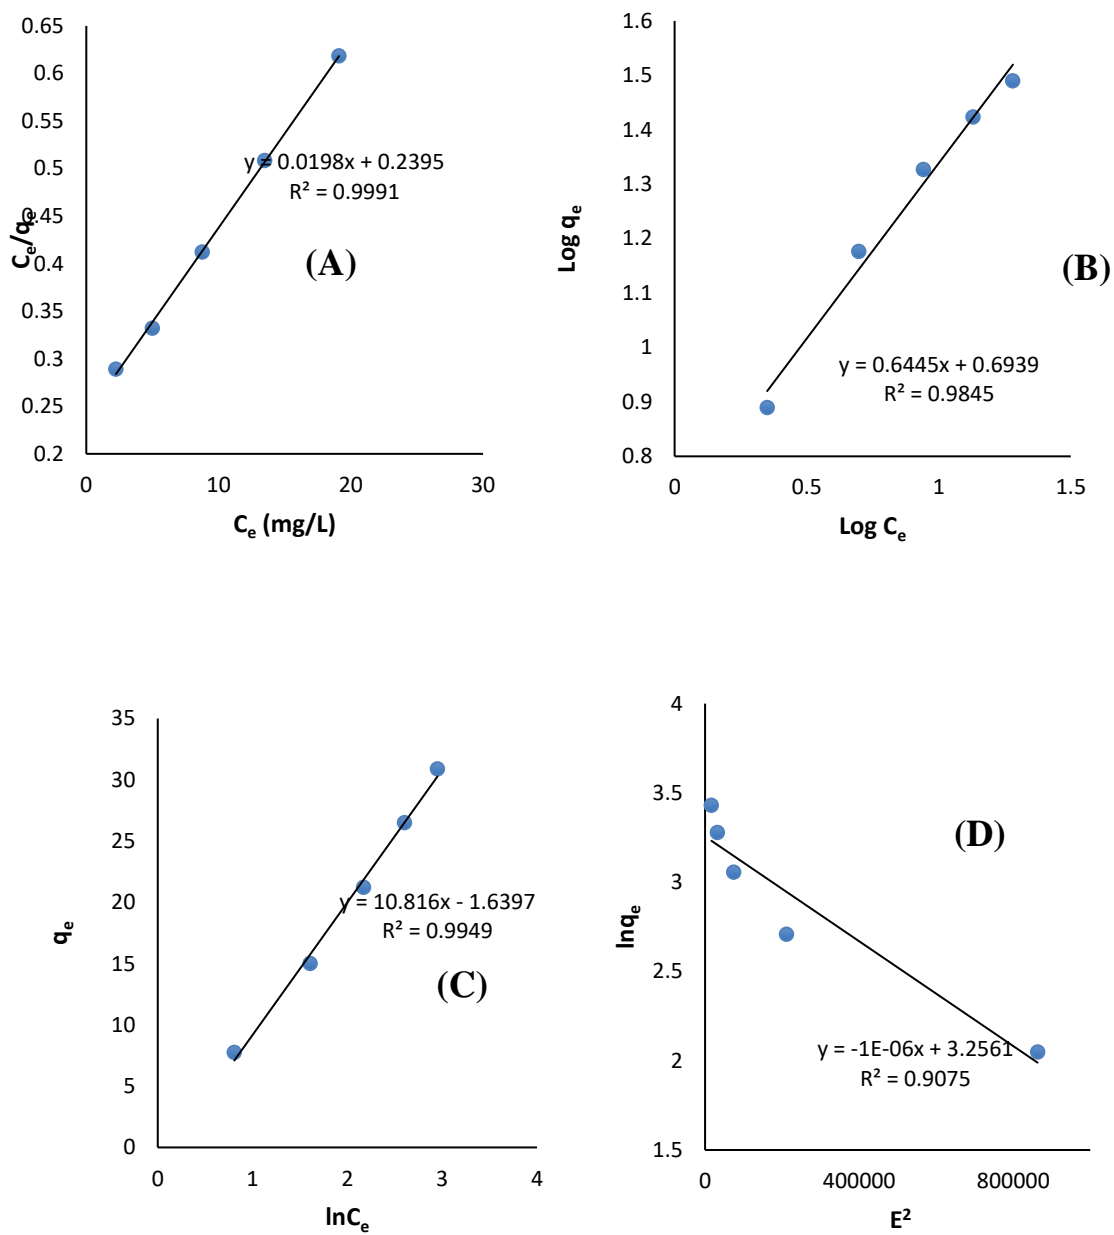 0.65
0.6
0.55
0.5
0.45
0.4
0.35
0.3
0.25
0.2
0 10 20 30
Cₑ/qₑ
Cₑ (mg/L)
y = 0.0198x + 0.2395
R² = 0.9991
(A)
1.6
1.5
1.4
1.3
1.2
1.1
1
0.9
0.8
0 0.5 1 1.5
Log qₑ
Log Cₑ
y = 0.6445x + 0.6939
R² = 0.9845
(B)
35
30
25
20
15
10
5
0
0 1 2 3 4
qₑ
lnCₑ
y = 10.816x - 1.6397
R² = 0.9949
(C)
4
3.5
3
2.5
2
1.5
0 400000 800000
lnqₑ
E²
y = -1E-06x + 3.2561
R² = 0.9075
(D)